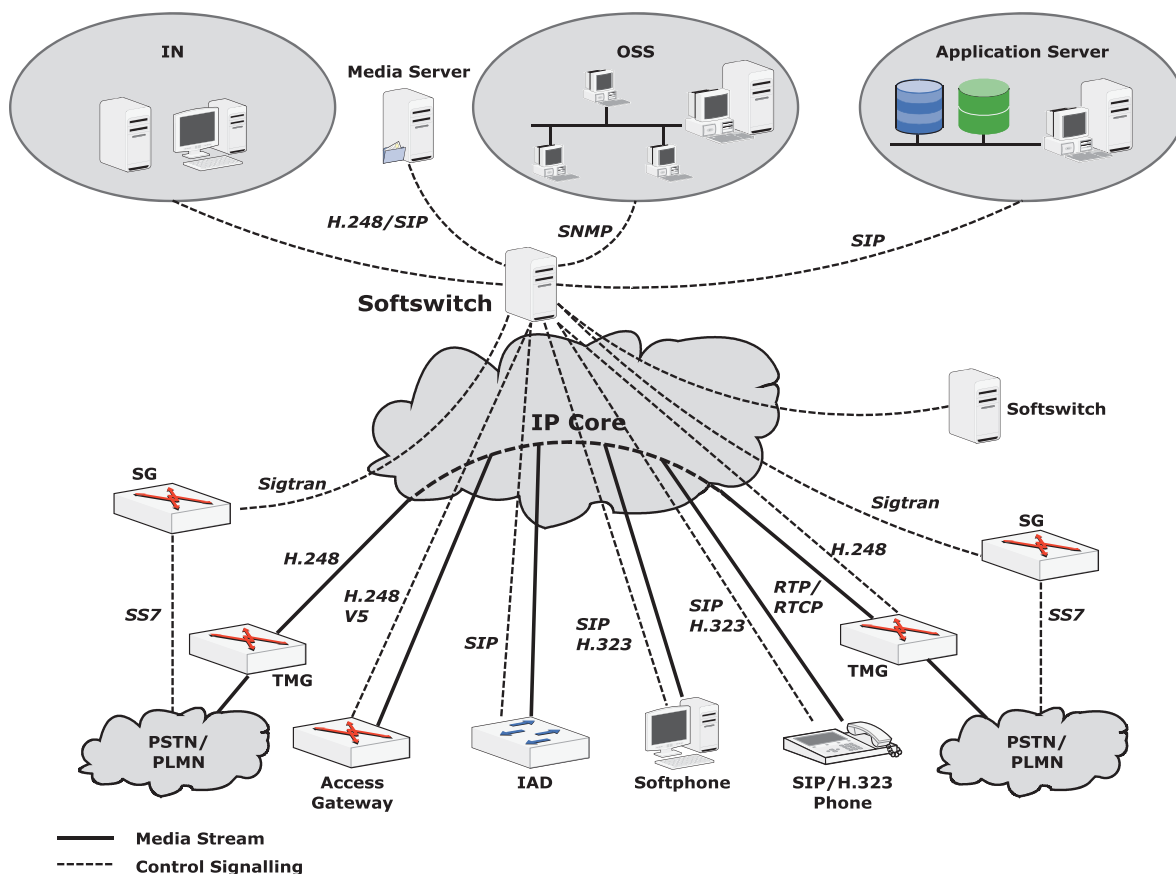 IN
OSS
Application Server
Media Server
H.248/SIP
SNMP
SIP
Softswitch
IP Core
Softswitch
SG
Sigtran
Sigtran
SG
H.248
H.248
H.248
V5
SIP
SIP
H.323
SIP
H.323
RTP/
RTCP
SS7
SS7
TMG
TMG
PSTN/
PLMN
Access
Gateway
IAD
Softphone
SIP/H.323
Phone
PSTN/
PLMN
Media Stream
Control Signalling